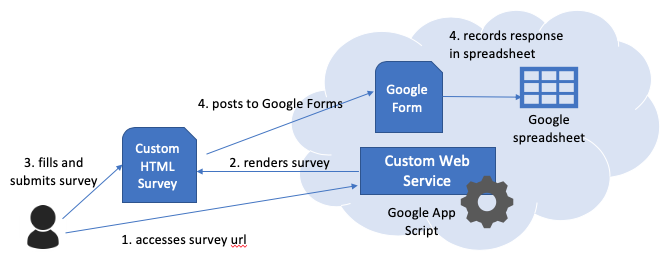 4. records response
in spreadsheet
Google
Form
4. posts to Google Forms
Google
spreadsheet
Custom
HTML
Survey
3. fills and
submits survey
2. renders survey
Custom Web
Service
Google App
Script
1. accesses survey url